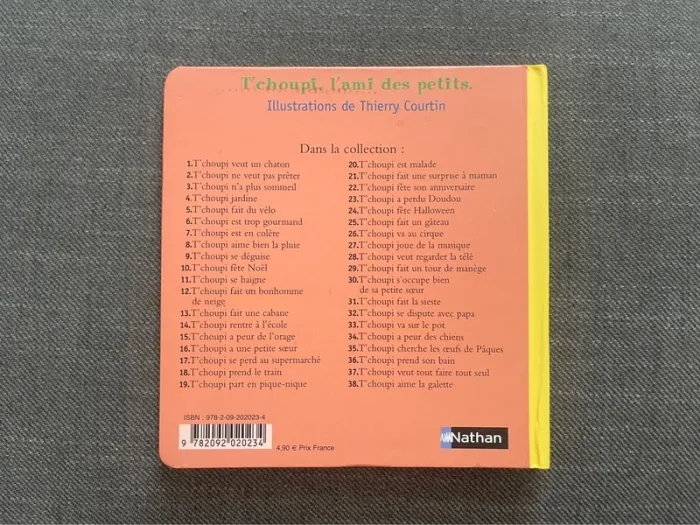 T'choupi, l'ami des petits.
Illustrations de Thierry Courtin
Dans la collection :
1.T'choupi veut un chaton
2.T'choupi ne veut pas prêter
3.T'choupi n'a plus sommeil
4.T'choupi jardine
5.T'choupi fait du vélo
6.T'choupi est trop gourmand
7.T'choupi est en colère
8.T'choupi aime bien la pluie
9.T'choupi se déguise
10.T'choupi fête Noël
11.T'choupi se baigne
12.T'choupi fait un bonhomme
de neige
13.T'choupi fait une cabane
14.T'choupi rentre à l'école
15.T'choupi a peur de l'orage
16.T'choupi a une petite sœur
17.T'choupi se perd au supermarché
18.T'choupi prend le train
19.T'choupi part en pique-nique
20.T'choupi est malade
21.T'choupi fait une surprise à maman
22.T'choupi fête son anniversaire
23.T'choupi a perdu Doudou
24.T'choupi fête Halloween
25.T'choupi fait un gâteau
26.T'choupi va au cirque
27.T'choupi joue de la musique
28.T'choupi veut regarder la télé
29.T'choupi fait un tour de manège
30.T'choupi s'occupe bien
de sa petite sœur
31.T'choupi fait la sieste
32.T'choupi se dispute avec papa
33.T'choupi va sur le pot
34.T'choupi a peur des chiens
35.T'choupi cherche les œufs de Pâques
36.T'choupi prend son bain
37.T'choupi veut tout faire tout seul
38.T'choupi aime la galette
ISBN : 978-2-09-202023-4
9 782092 020234
4,90 € Prix France
Nathan